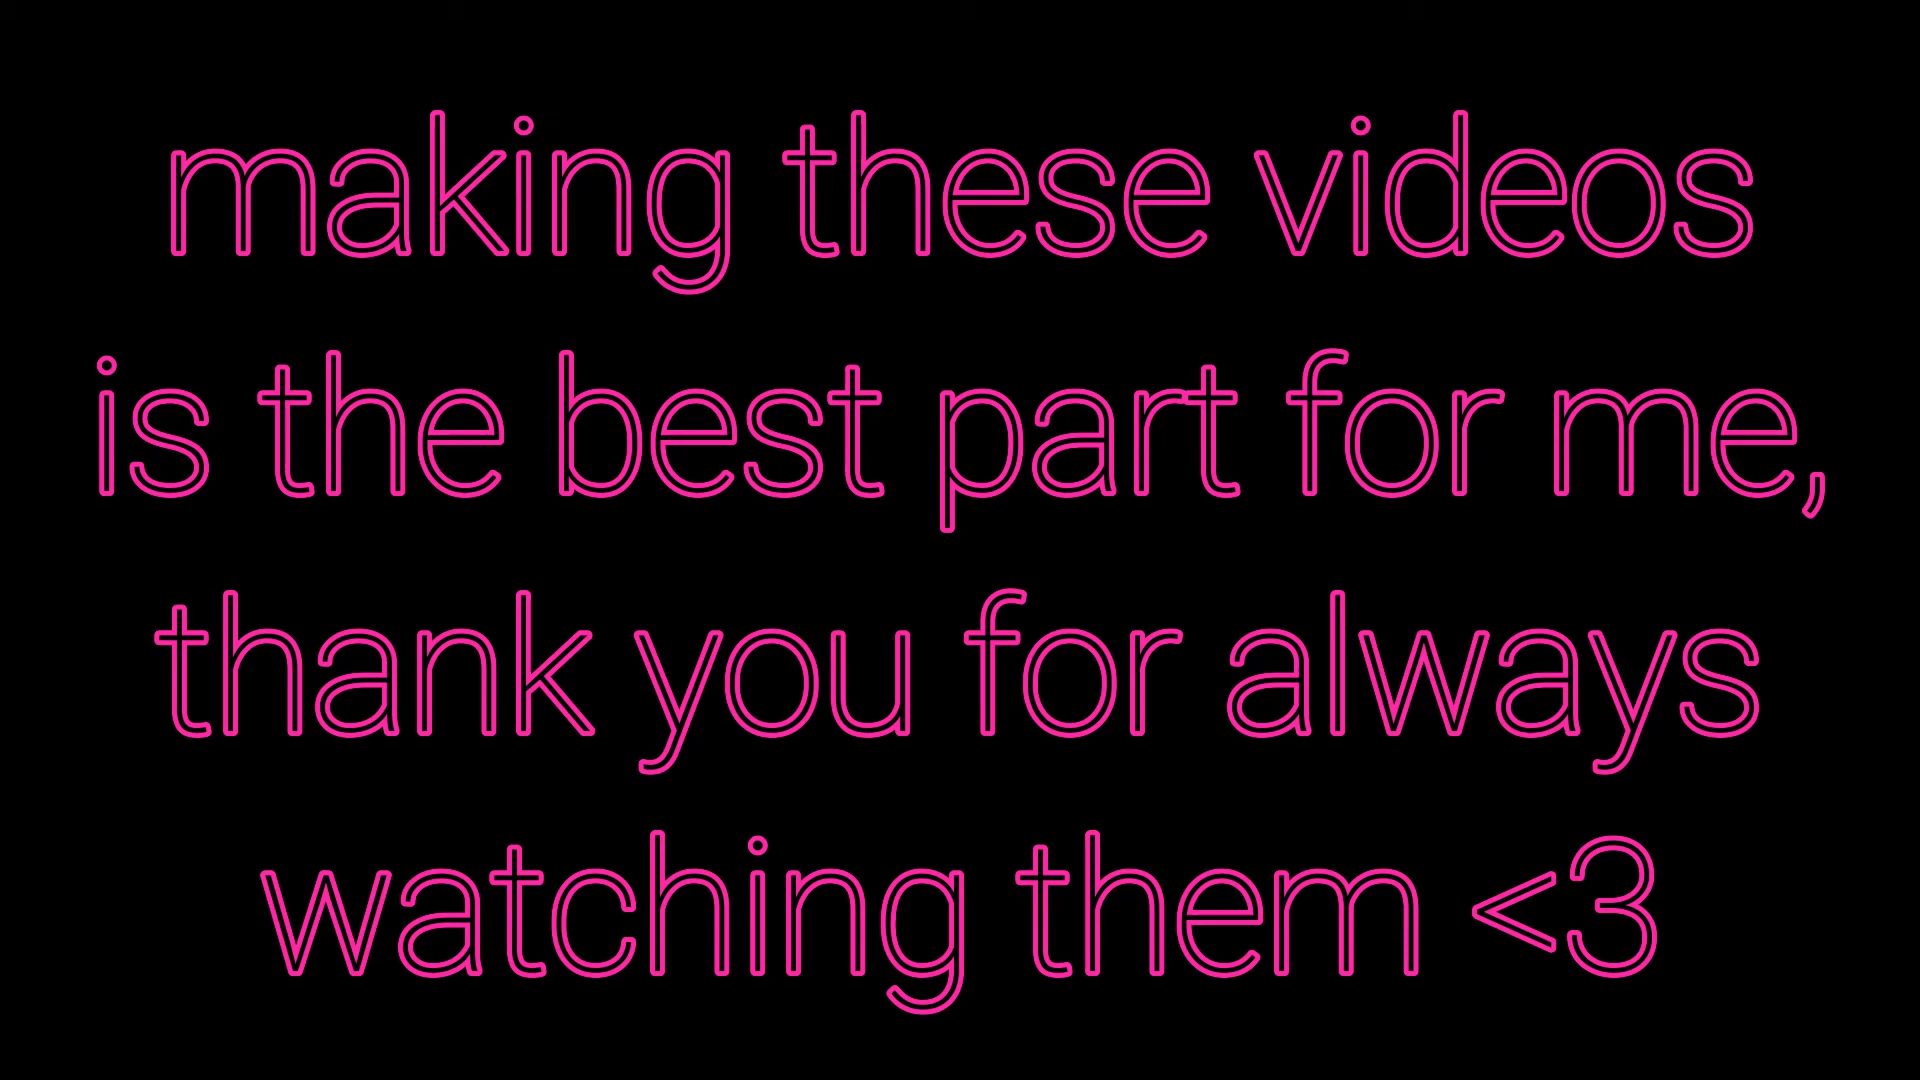 making these videos
is the best part for me,
thank you for always
watching them <3